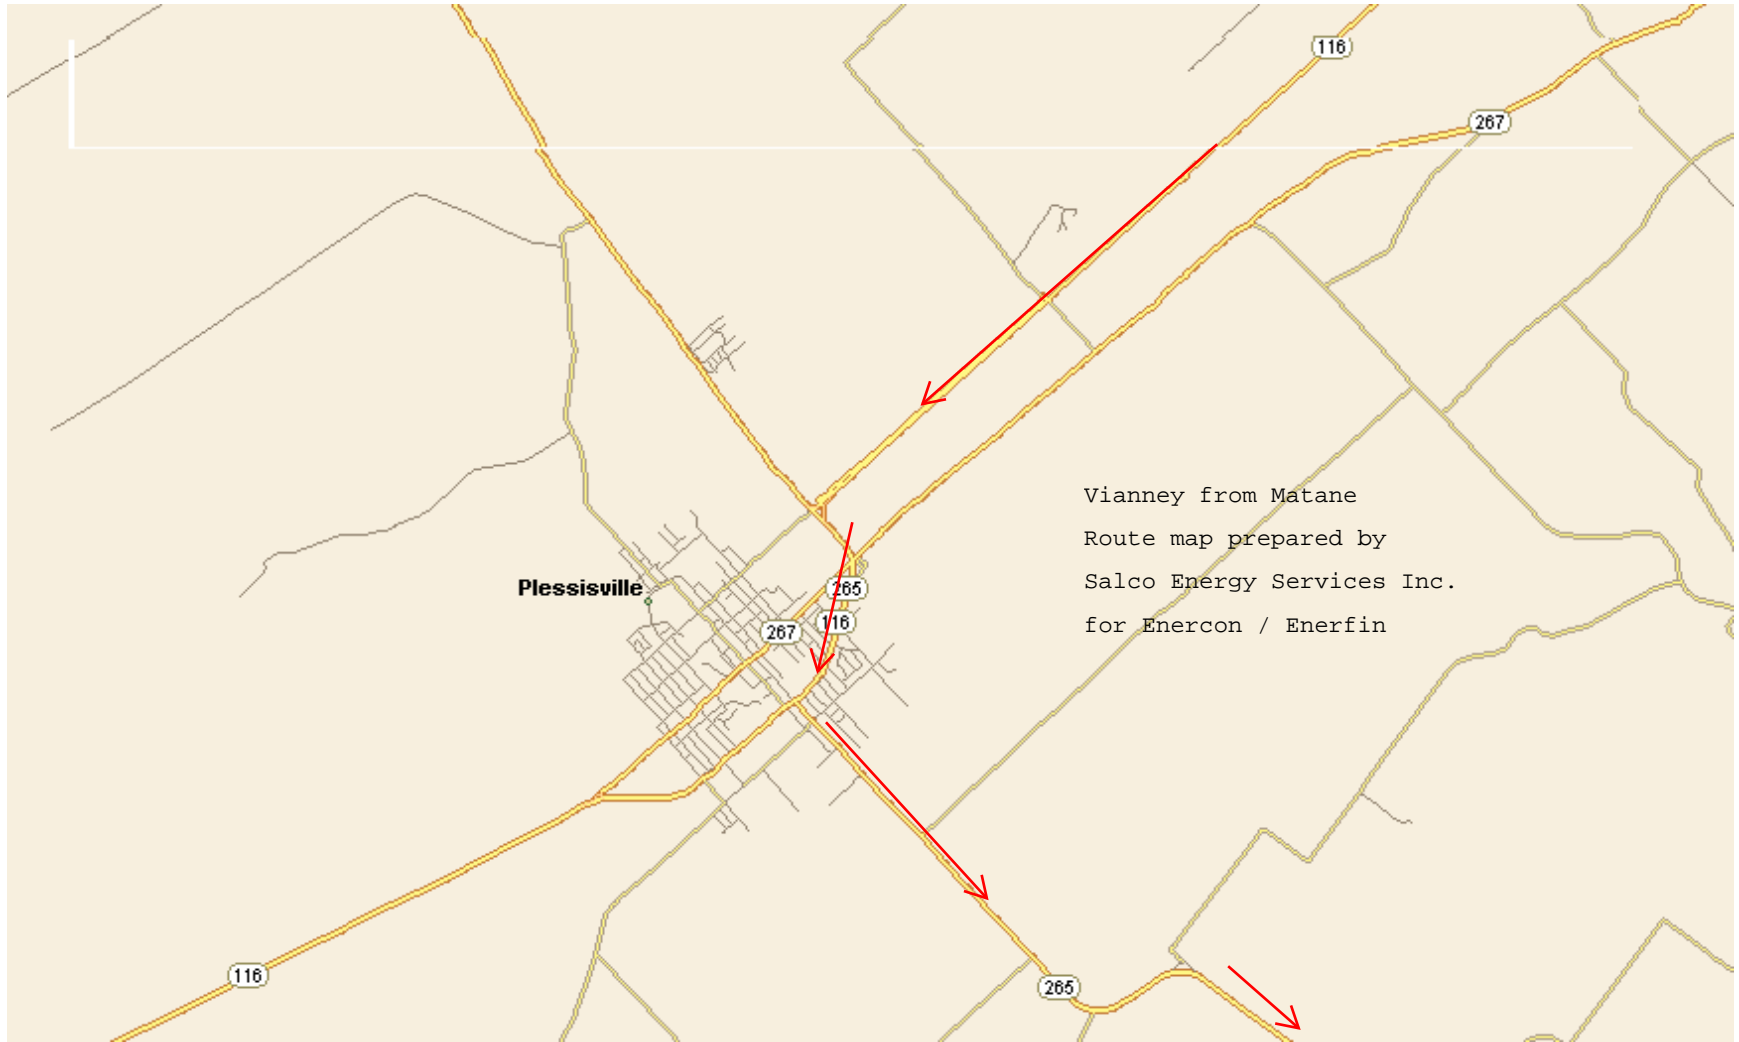 116
267
Vianney from Matane
Route map prepared by
Salco Energy Services Inc.
for Enercon / Enerfin
Plessisville
265
116
267
116
265